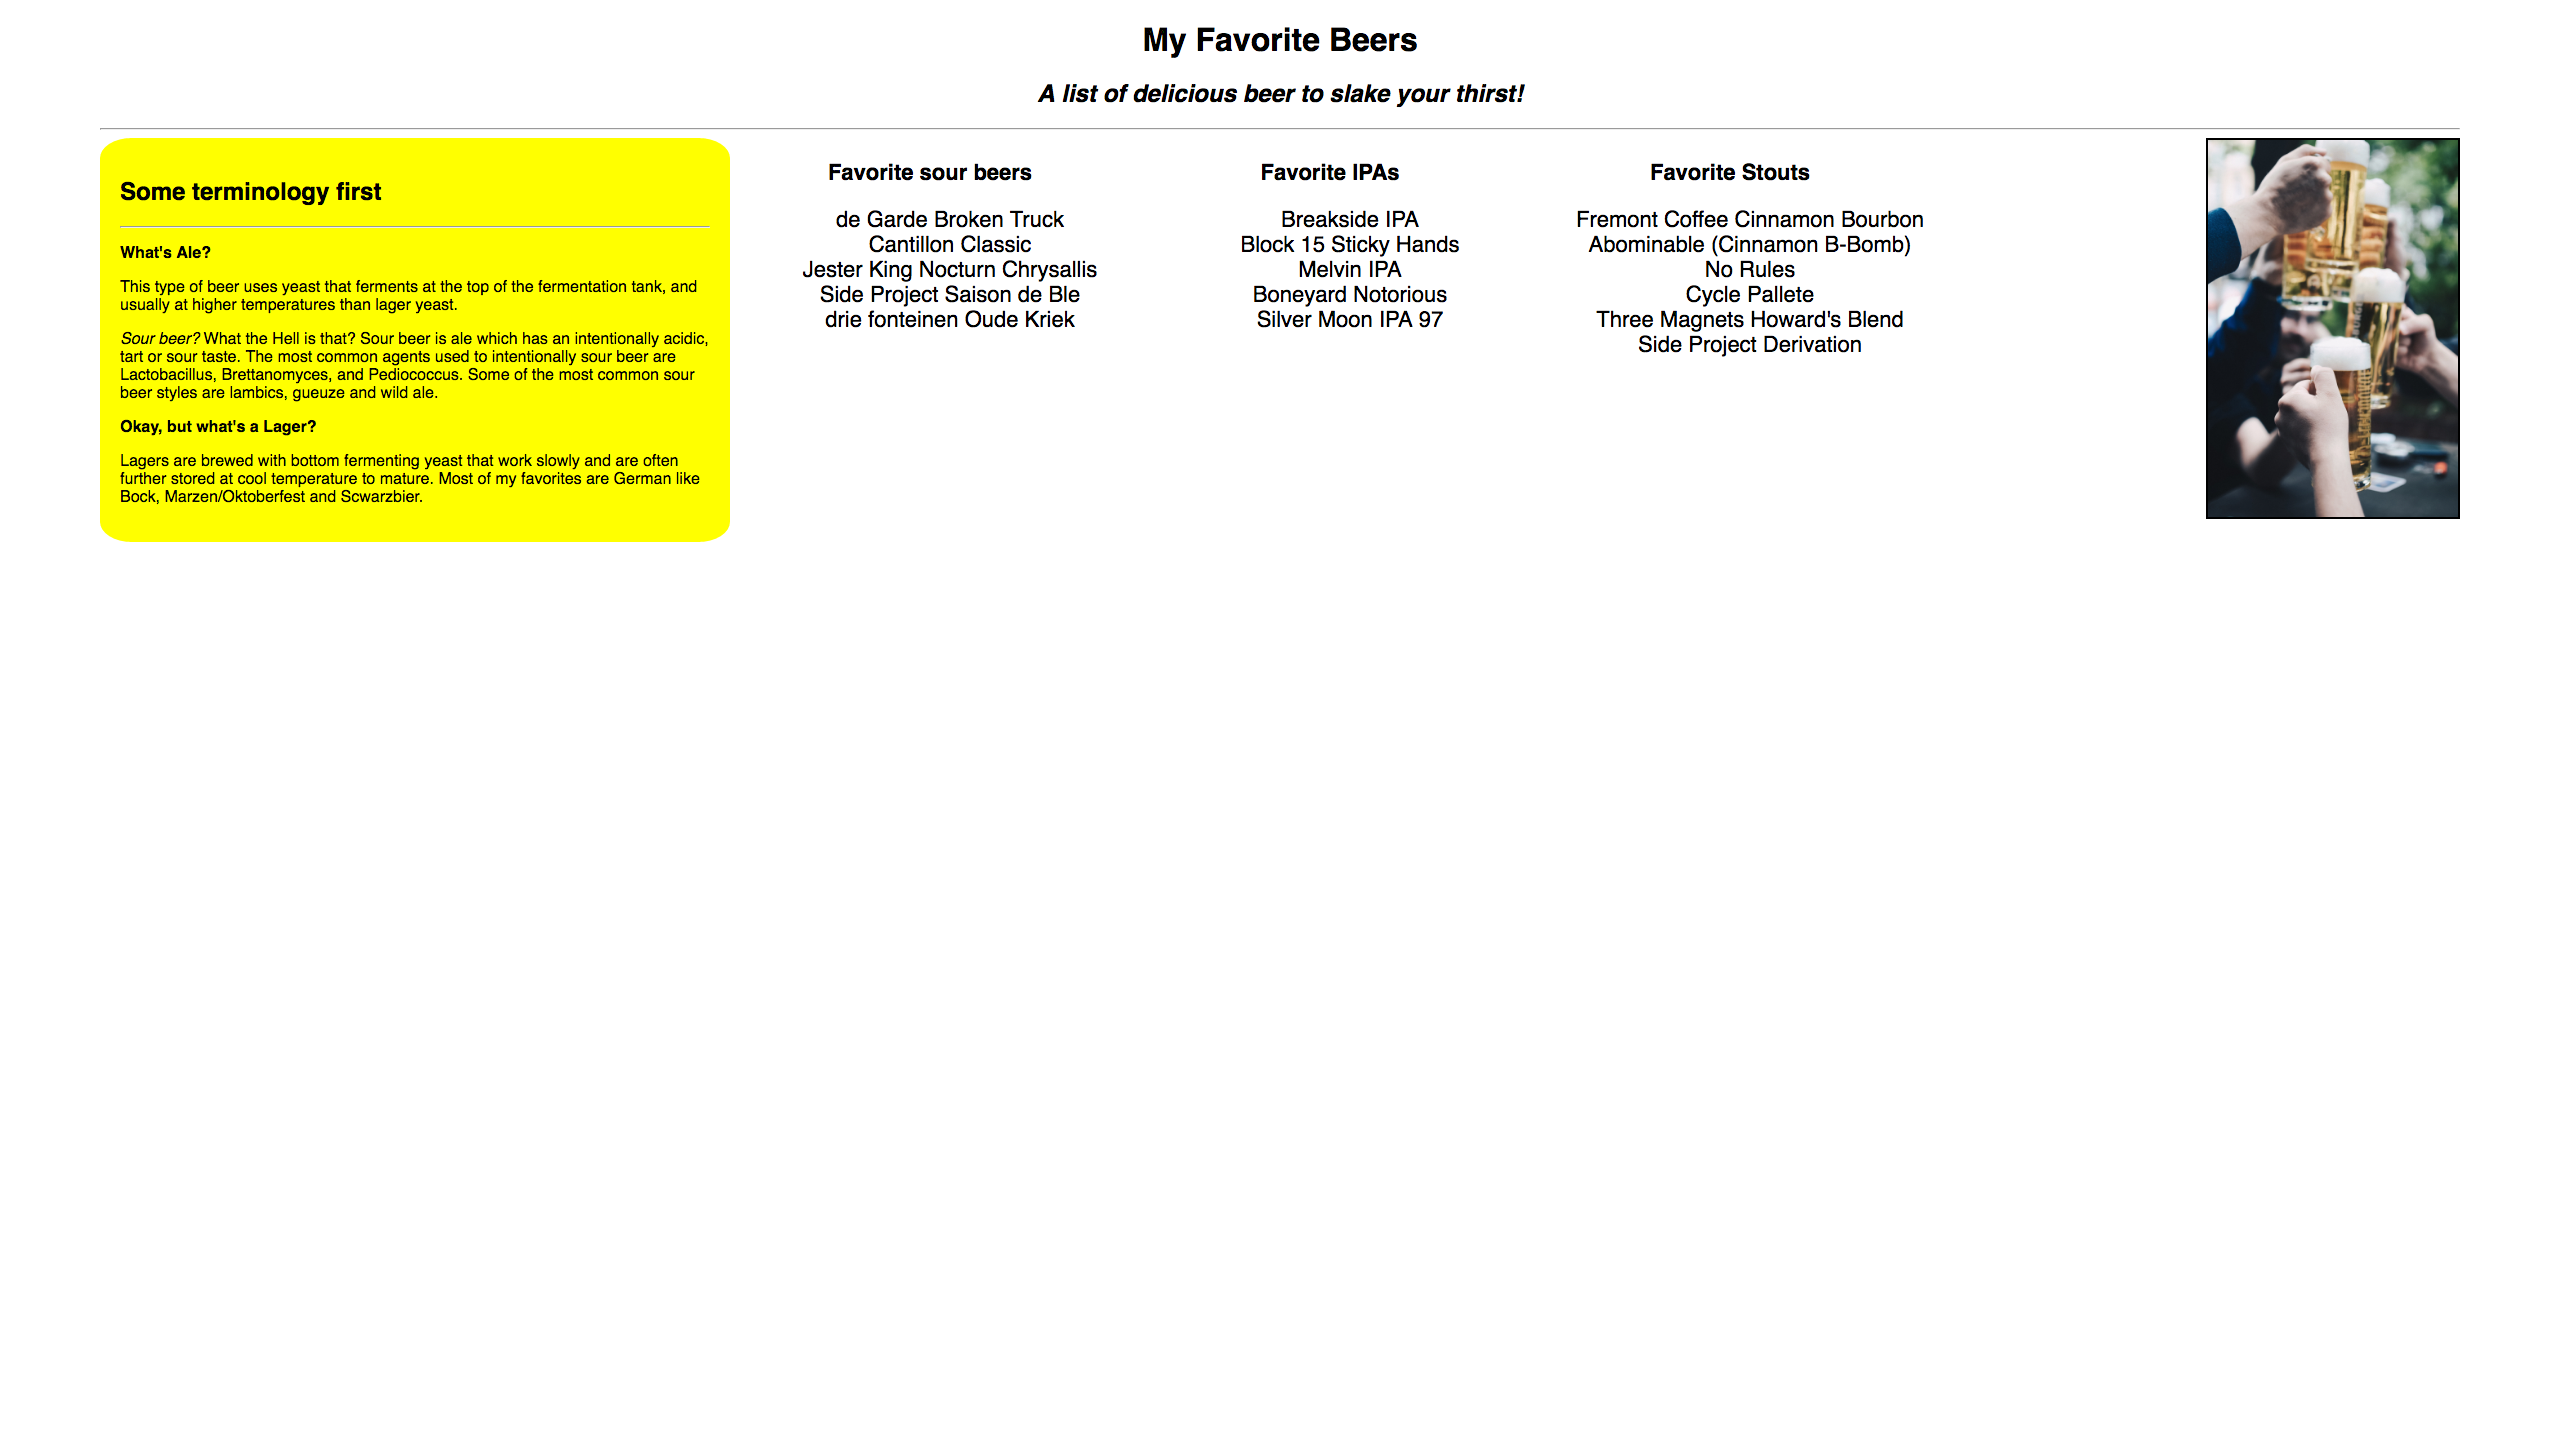 My Favorite Beers
A list of delicious beer to slake your thirst!
Some terminology first
What's Ale?
This type of beer uses yeast that ferments at the top of the fermentation tank, and
usually at higher temperatures than lager yeast.
Sour beer? What the Hell is that? Sour beer is ale which has an intentionally acidic,
tart or sour taste. The most common agents used to intentionally sour beer are
Lactobacillus, Brettanomyces, and Pediococcus. Some of the most common sour
beer styles are lambics, gueuze and wild ale.
Okay, but what's a Lager?
Lagers are brewed with bottom fermenting yeast that work slowly and are often
further stored at cool temperature to mature. Most of my favorites are German like
Bock, Marzen/Oktoberfest and Scwarzbier.
Favorite sour beers
de Garde Broken Truck
Cantillon Classic
Jester King Nocturn Chrysallis
Side Project Saison de Ble
drie fonteinen Oude Kriek
Favorite IPAs
Breakside IPA
Block 15 Sticky Hands
Melvin IPA
Boneyard Notorious
Silver Moon IPA 97
Favorite Stouts
Fremont Coffee Cinnamon Bourbon
Abominable (Cinnamon B-Bomb)
No Rules
Cycle Pallete
Three Magnets Howard's Blend
Side Project Derivation